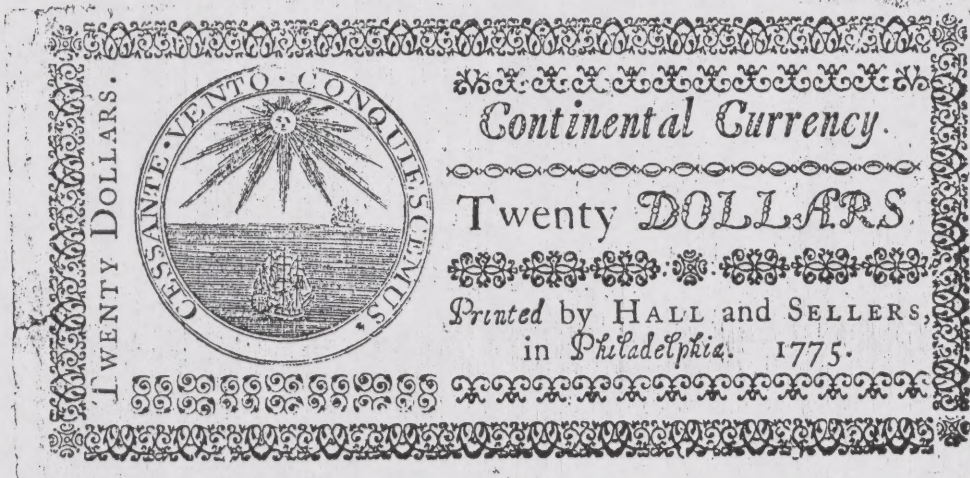 TWENTY DOLLARS.
CESSANTE · VENTO · CONQUIESCEMUS
Continental Currency.
Twenty DOLLARS
Printed by HALL and SELLERS,
in Philadelphia. 1775.